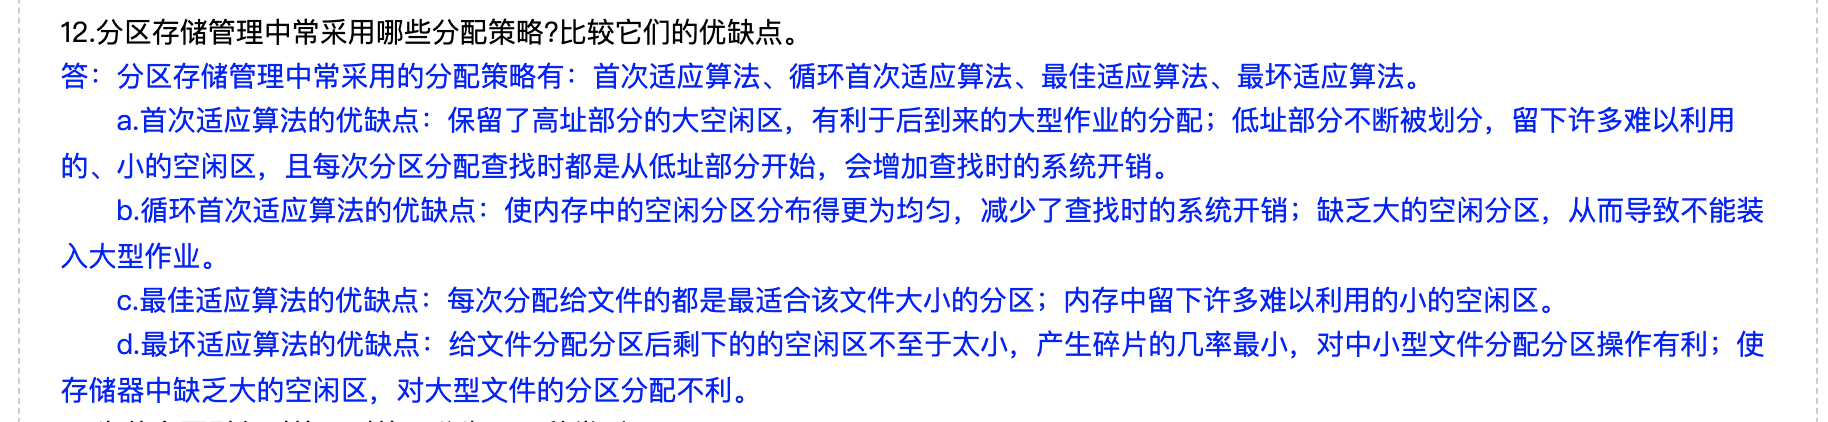 12.分区存储管理中常采用哪些分配策略?比较它们的优缺点。
答：分区存储管理中常采用的分配策略有：首次适应算法、循环首次适应算法、最佳适应算法、最坏适应算法。
a.首次适应算法的优缺点：保留了高址部分的大空闲区，有利于后到来的大型作业的分配；低址部分不断被划分，留下许多难以利用
的、小的空闲区，且每次分区分配查找时都是从低址部分开始，会增加查找时的系统开销。
b.循环首次适应算法的优缺点：使内存中的空闲分区分布得更为均匀，减少了查找时的系统开销；缺乏大的空闲分区，从而导致不能装
入大型作业。
c.最佳适应算法的优缺点：每次分配给文件的都是最适合该文件大小的分区；内存中留下许多难以利用的小的空闲区。
d.最坏适应算法的优缺点：给文件分配分区后剩下的的空闲区不至于太小，产生碎片的几率最小，对中小型文件分配分区操作有利；使
存储器中缺乏大的空闲区，对大型文件的分区分配不利。